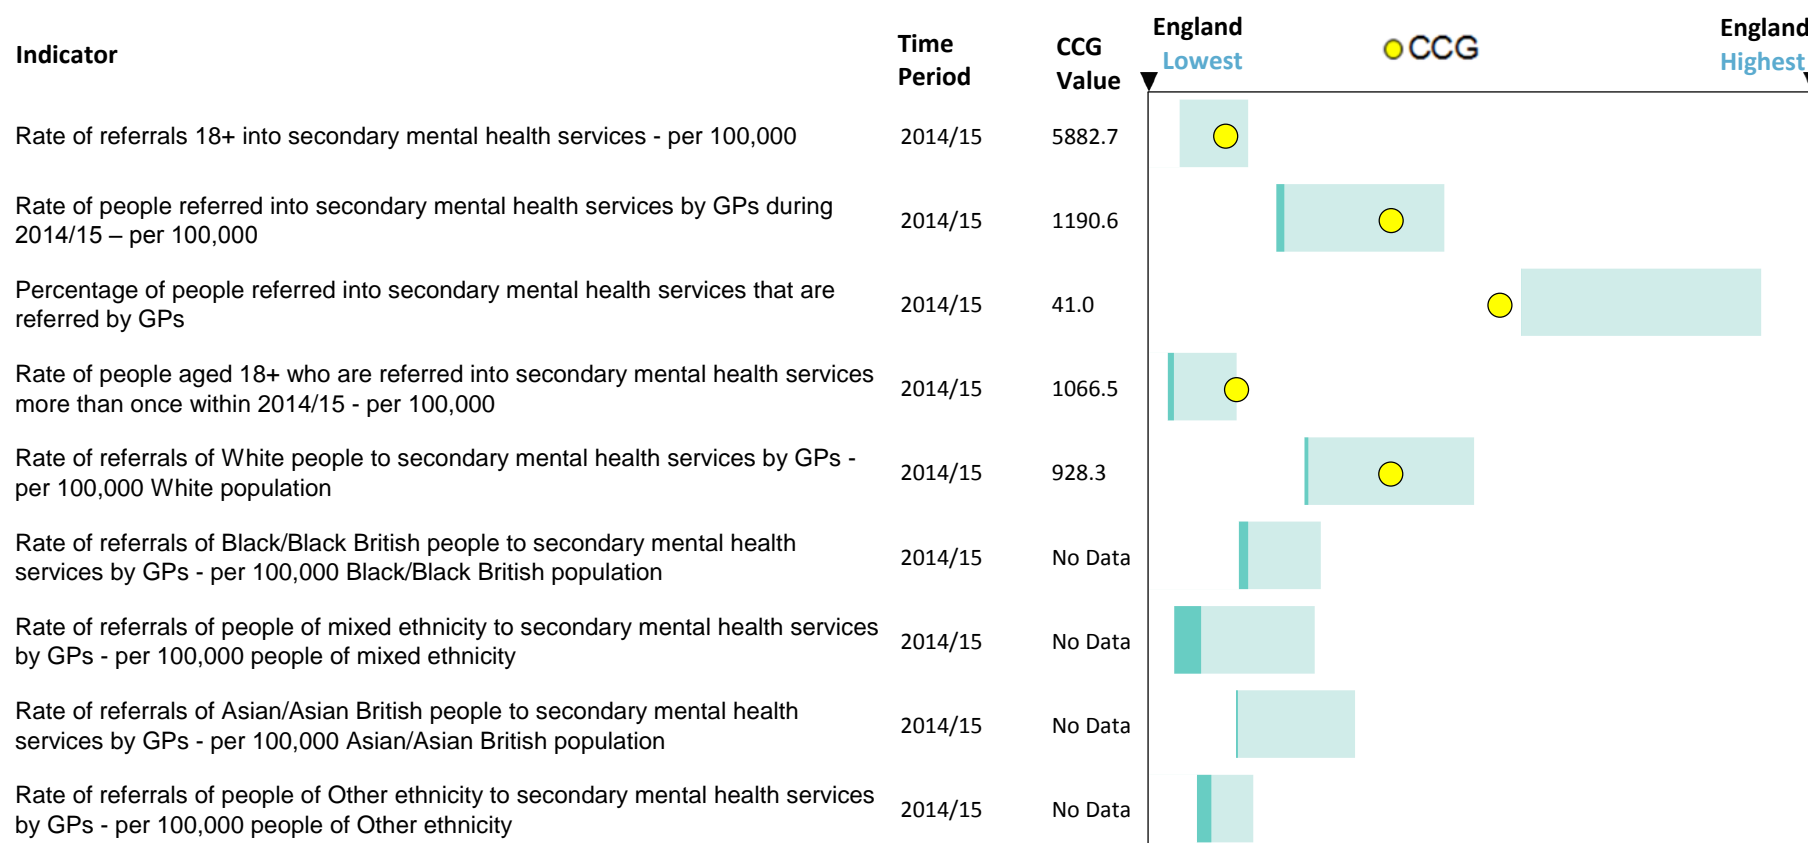 Indicator
Time Period
CCG Value
England Lowest
CCG
England Highest
Rate of referrals 18+ into secondary mental health services - per 100,000
2014/15
5882.7
Rate of people referred into secondary mental health services by GPs during
2014/15 – per 100,000
2014/15
1190.6
Percentage of people referred into secondary mental health services that are
referred by GPs
2014/15
41.0
Rate of people aged 18+ who are referred into secondary mental health services
more than once within 2014/15 - per 100,000
2014/15
1066.5
Rate of referrals of White people to secondary mental health services by GPs -
per 100,000 White population
2014/15
928.3
Rate of referrals of Black/Black British people to secondary mental health
services by GPs - per 100,000 Black/Black British population
2014/15
No Data
Rate of referrals of people of mixed ethnicity to secondary mental health services
by GPs - per 100,000 people of mixed ethnicity
2014/15
No Data
Rate of referrals of Asian/Asian British people to secondary mental health
services by GPs - per 100,000 Asian/Asian British population
2014/15
No Data
Rate of referrals of people of Other ethnicity to secondary mental health services
by GPs - per 100,000 people of Other ethnicity
2014/15
No Data